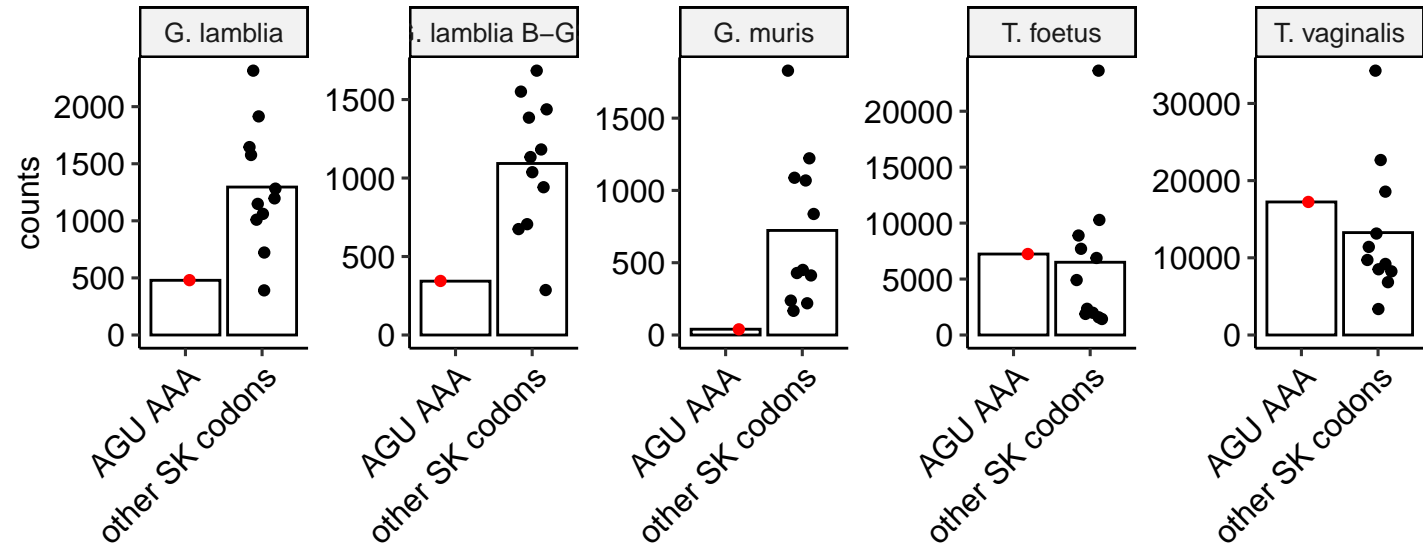 G. lamblia
. lamblia B−G
G. muris
T. foetus
T. vaginalis
counts
2000
1500
1000
500
0
AGU AAA
other SK codons
1500
1000
500
0
AGU AAA
other SK codons
1500
1000
500
0
AGU AAA
other SK codons
20000
15000
10000
5000
0
AGU AAA
other SK codons
30000
20000
10000
0
AGU AAA
other SK codons